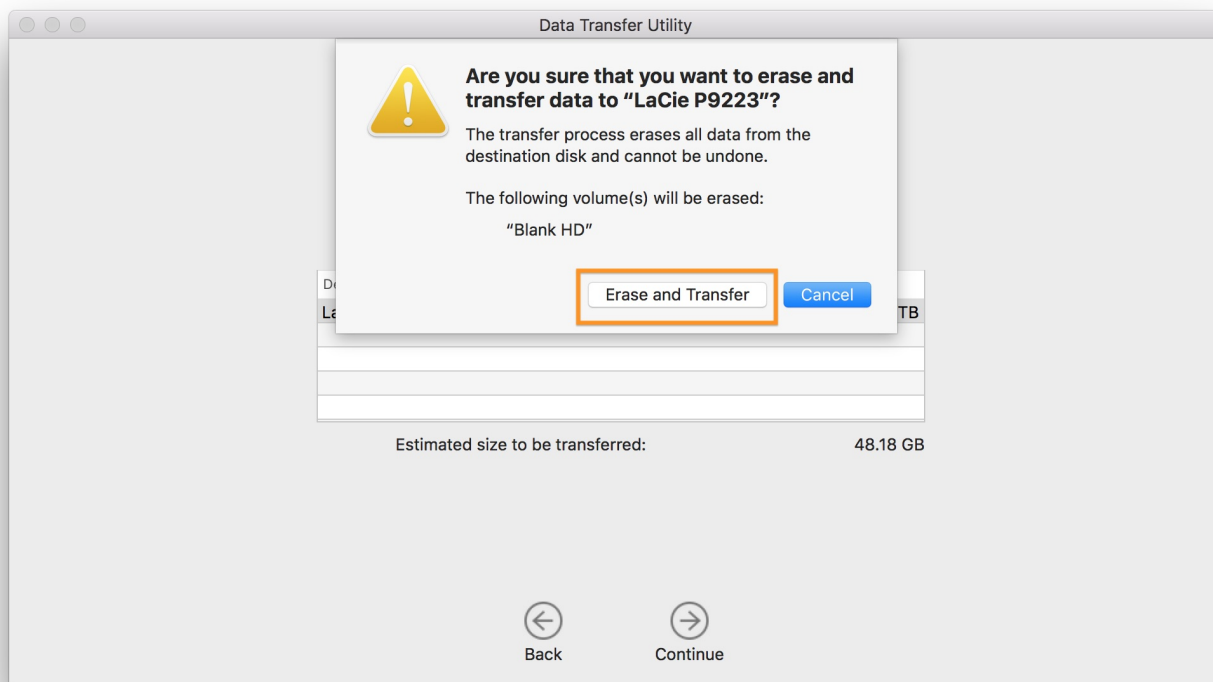 Data Transfer Utility
Are you sure that you want to erase and
transfer data to “LaCie P9223”?
The transfer process erases all data from the
destination disk and cannot be undone.
The following volume(s) will be erased:
“Blank HD”
Erase and Transfer
Cancel
TB
Estimated size to be transferred:
48.18 GB
Back
Continue